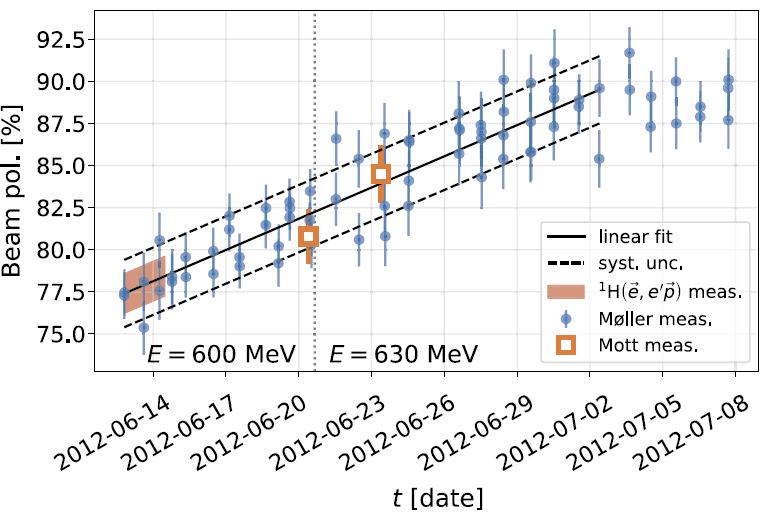 92.5
90.0
87.5
85.0
82.5
80.0
77.5
75.0
Beam pol. [%]
linear fit
syst. unc.
¹H(e⃗, e′p⃗) meas.
Møller meas.
Mott meas.
E = 600 MeV
E = 630 MeV
2012-06-14
2012-06-17
2012-06-20
2012-06-23
2012-06-26
2012-06-29
2012-07-02
2012-07-05
2012-07-08
t [date]